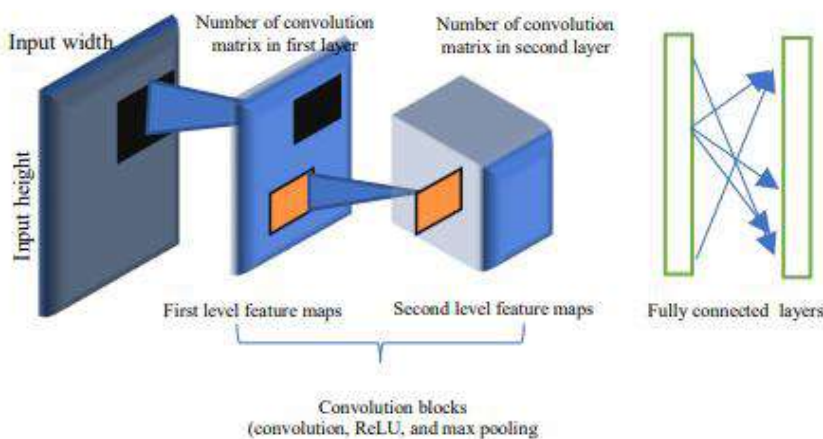 Input width
Number of convolution
matrix in first layer
Number of convolution
matrix in second layer
Input height
First level feature maps
Second level feature maps
Fully connected layers
Convolution blocks
(convolution, ReLU, and max pooling